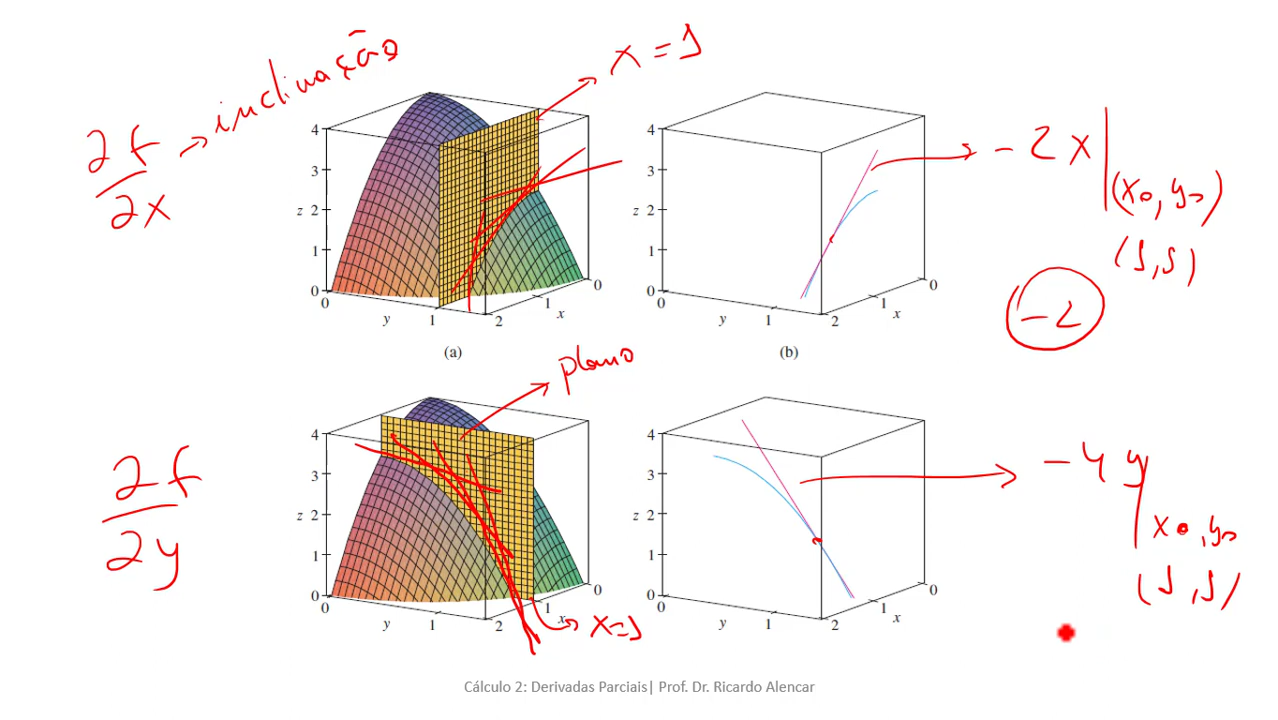 ∂f/∂x → inclinação
x = 1
4
3
z 2
1
0
0
y
1
2
x
1
0
(a)
4
3
z 2
1
0
0
y
1
2
x
1
0
(b)
-2x|
(x₀, y₀)
(1,1)
-2
∂f/∂y
plano
4
3
z 2
1
0
0
y
1
2
x
1
0
x=1
4
3
z 2
1
0
0
y
1
2
x
1
0
-4y|
x₀,y₀
(1,1)
Cálculo 2: Derivadas Parciais| Prof. Dr. Ricardo Alencar